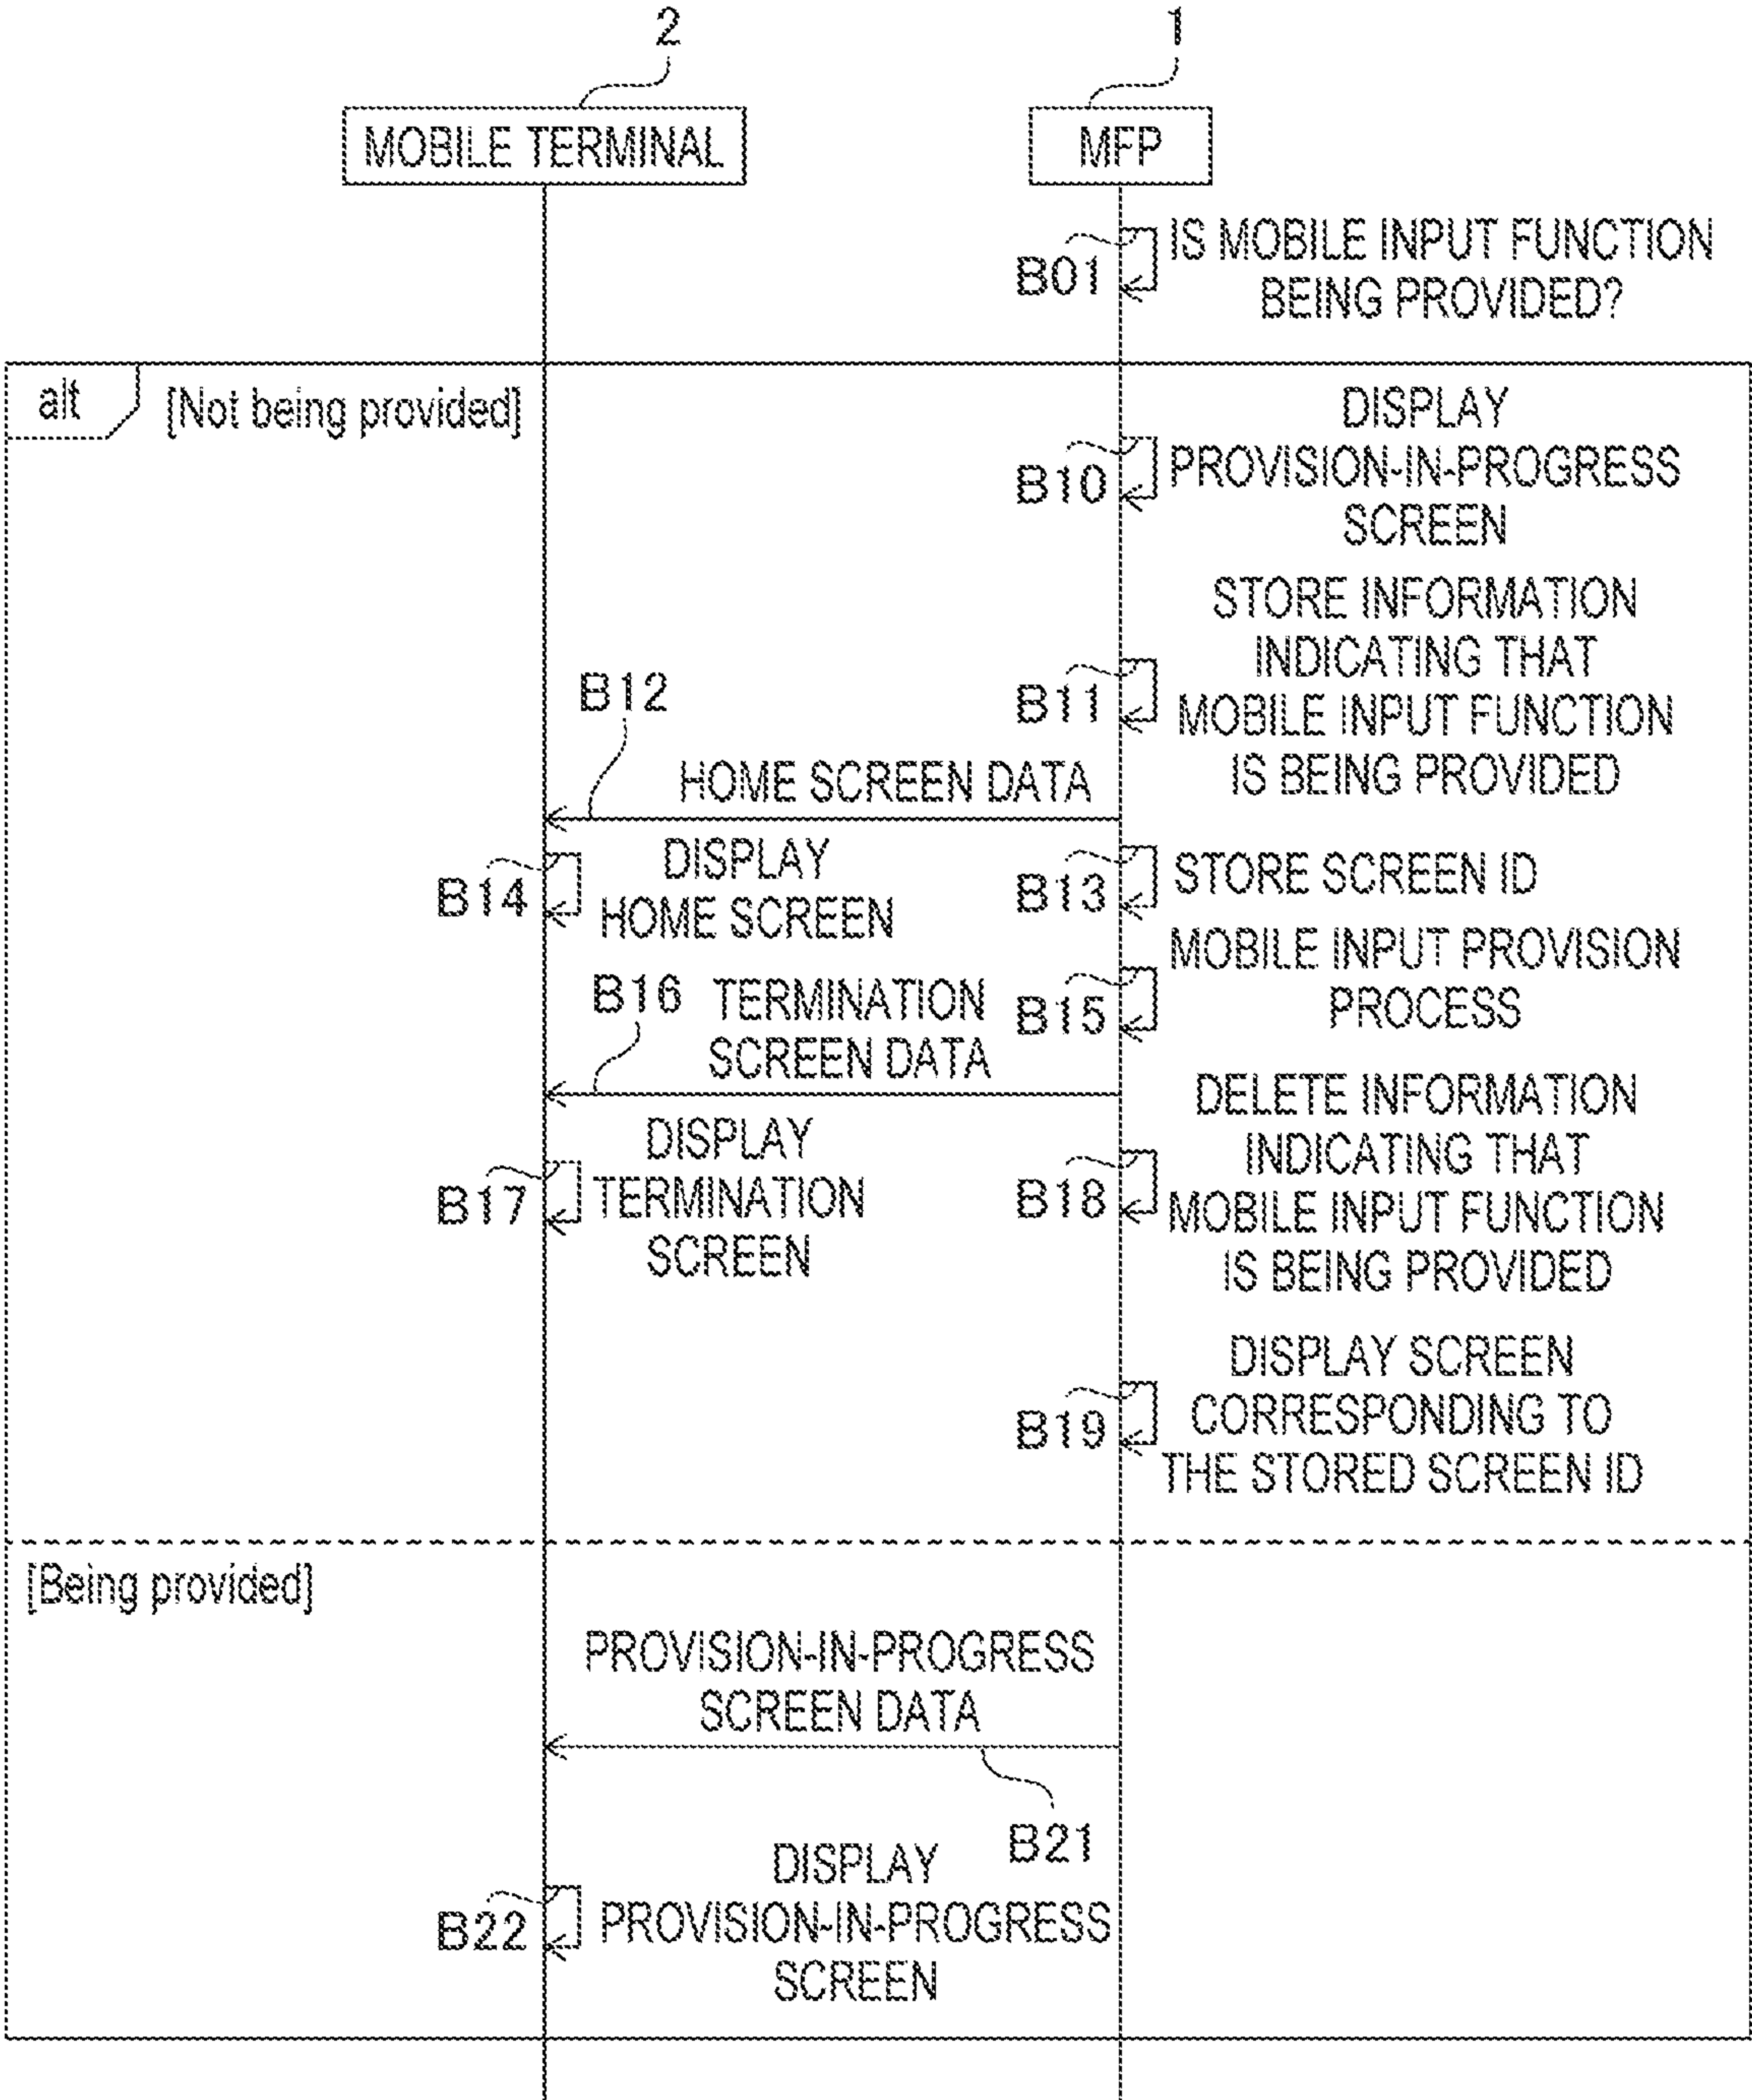 2
1
MOBILE TERMINAL
MFP
B01
IS MOBILE INPUT FUNCTION
BEING PROVIDED?
alt
[Not being provided]
B10
DISPLAY
PROVISION-IN-PROGRESS
SCREEN
B11
STORE INFORMATION
INDICATING THAT
MOBILE INPUT FUNCTION
IS BEING PROVIDED
B12
HOME SCREEN DATA
B14
DISPLAY
HOME SCREEN
B13
STORE SCREEN ID
B15
MOBILE INPUT PROVISION
PROCESS
B16
TERMINATION
SCREEN DATA
B17
DISPLAY
TERMINATION
SCREEN
B18
DELETE INFORMATION
INDICATING THAT
MOBILE INPUT FUNCTION
IS BEING PROVIDED
B19
DISPLAY SCREEN
CORRESPONDING TO
THE STORED SCREEN ID
[Being provided]
PROVISION-IN-PROGRESS
SCREEN DATA
B21
B22
DISPLAY
PROVISION-IN-PROGRESS
SCREEN